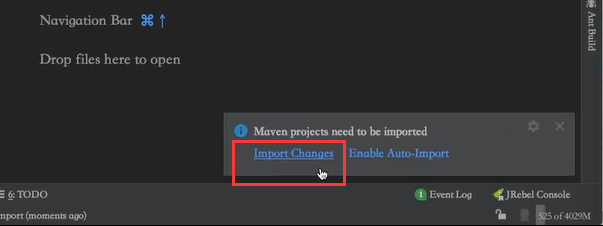 Navigation Bar ⌘↑
Drop files here to open
Ant Build
Maven projects need to be imported
Import Changes Enable Auto-Import
6: TODO
1 Event Log JRebel Console
mport (moments ago)
525 of 4029M